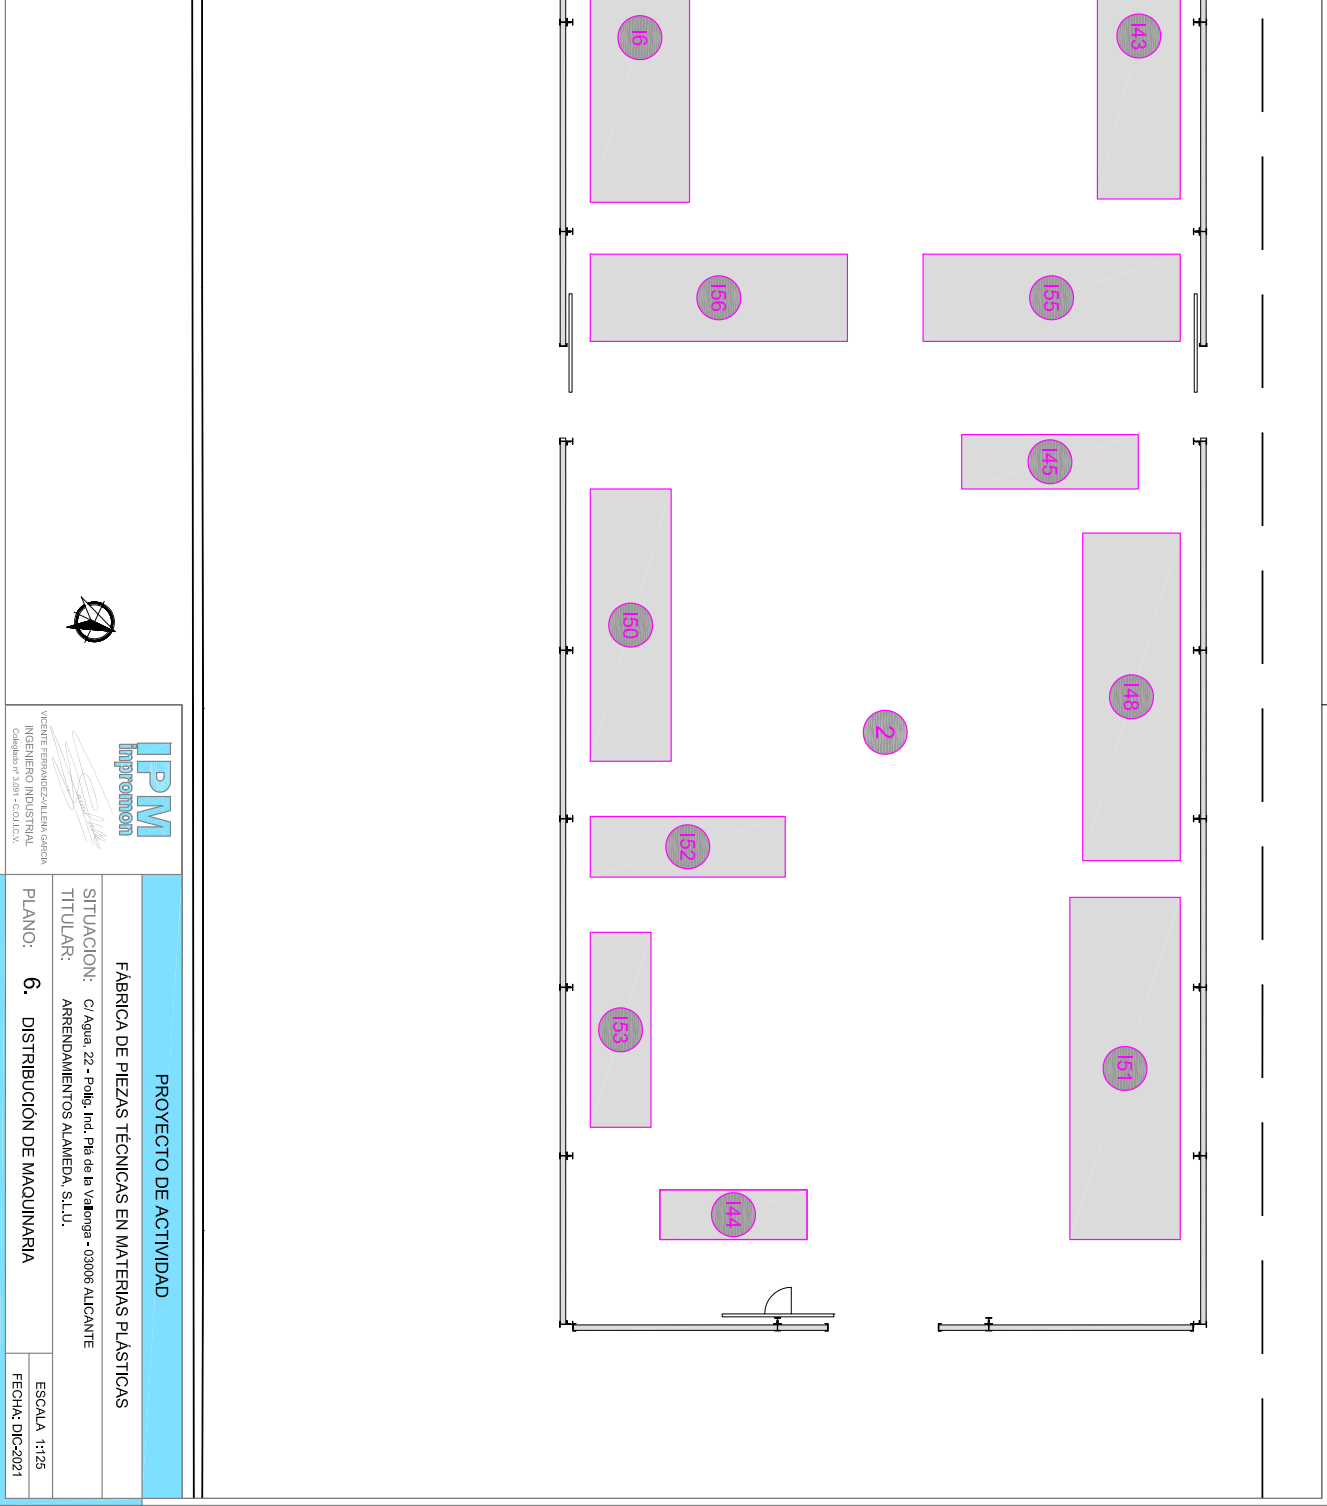 I6
I43
I56
I55
I45
I50
I48
2
I52
I53
I51
I44
IPM
inpromon
VICENTE FERRANDEZ-VILLENA GARCIA
INGENIERO INDUSTRIAL
Colegiado nº 3.091 - C.O.I.I.C.V.
PROYECTO DE ACTIVIDAD
FÁBRICA DE PIEZAS TÉCNICAS EN MATERIAS PLÁSTICAS
SITUACION: C/ Agua, 22 - Polig. Ind. Plá de la Vallonga - 03006 ALICANTE
TITULAR: ARRENDAMIENTOS ALAMEDA, S.L.U.
PLANO: 6. DISTRIBUCIÓN DE MAQUINARIA
ESCALA 1:125
FECHA: DIC-2021